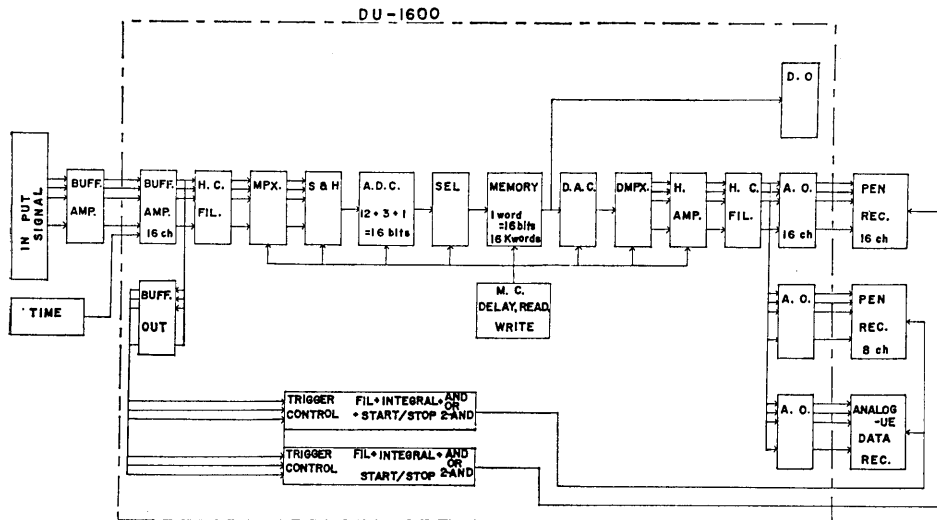 DU-1600
D. O
IN PUT
SIGNAL
BUFF.
AMP.
BUFF.
AMP.
16 ch
H. C.
FIL.
MPX.
S & H
A.D.C.
12 + 3 + 1
=16 bits
SEL
MEMORY
1 word
=16bits
16 Kwords
D.A.C.
DMPX.
H.
AMP.
H. C.
FIL.
A. O.
16 ch
PEN
REC.
16 ch
TIME
BUFF.
OUT
M. C.
DELAY, READ,
WRITE
A. O.
PEN
REC.
8 ch
TRIGGER
CONTROL
FIL+ INTEGRAL+ AND
OR
+ START/STOP 2-AND
A. O.
ANALOG
-UE
DATA
REC.
TRIGGER
CONTROL
FIL+ INTEGRAL+ AND
OR
START/STOP 2-AND